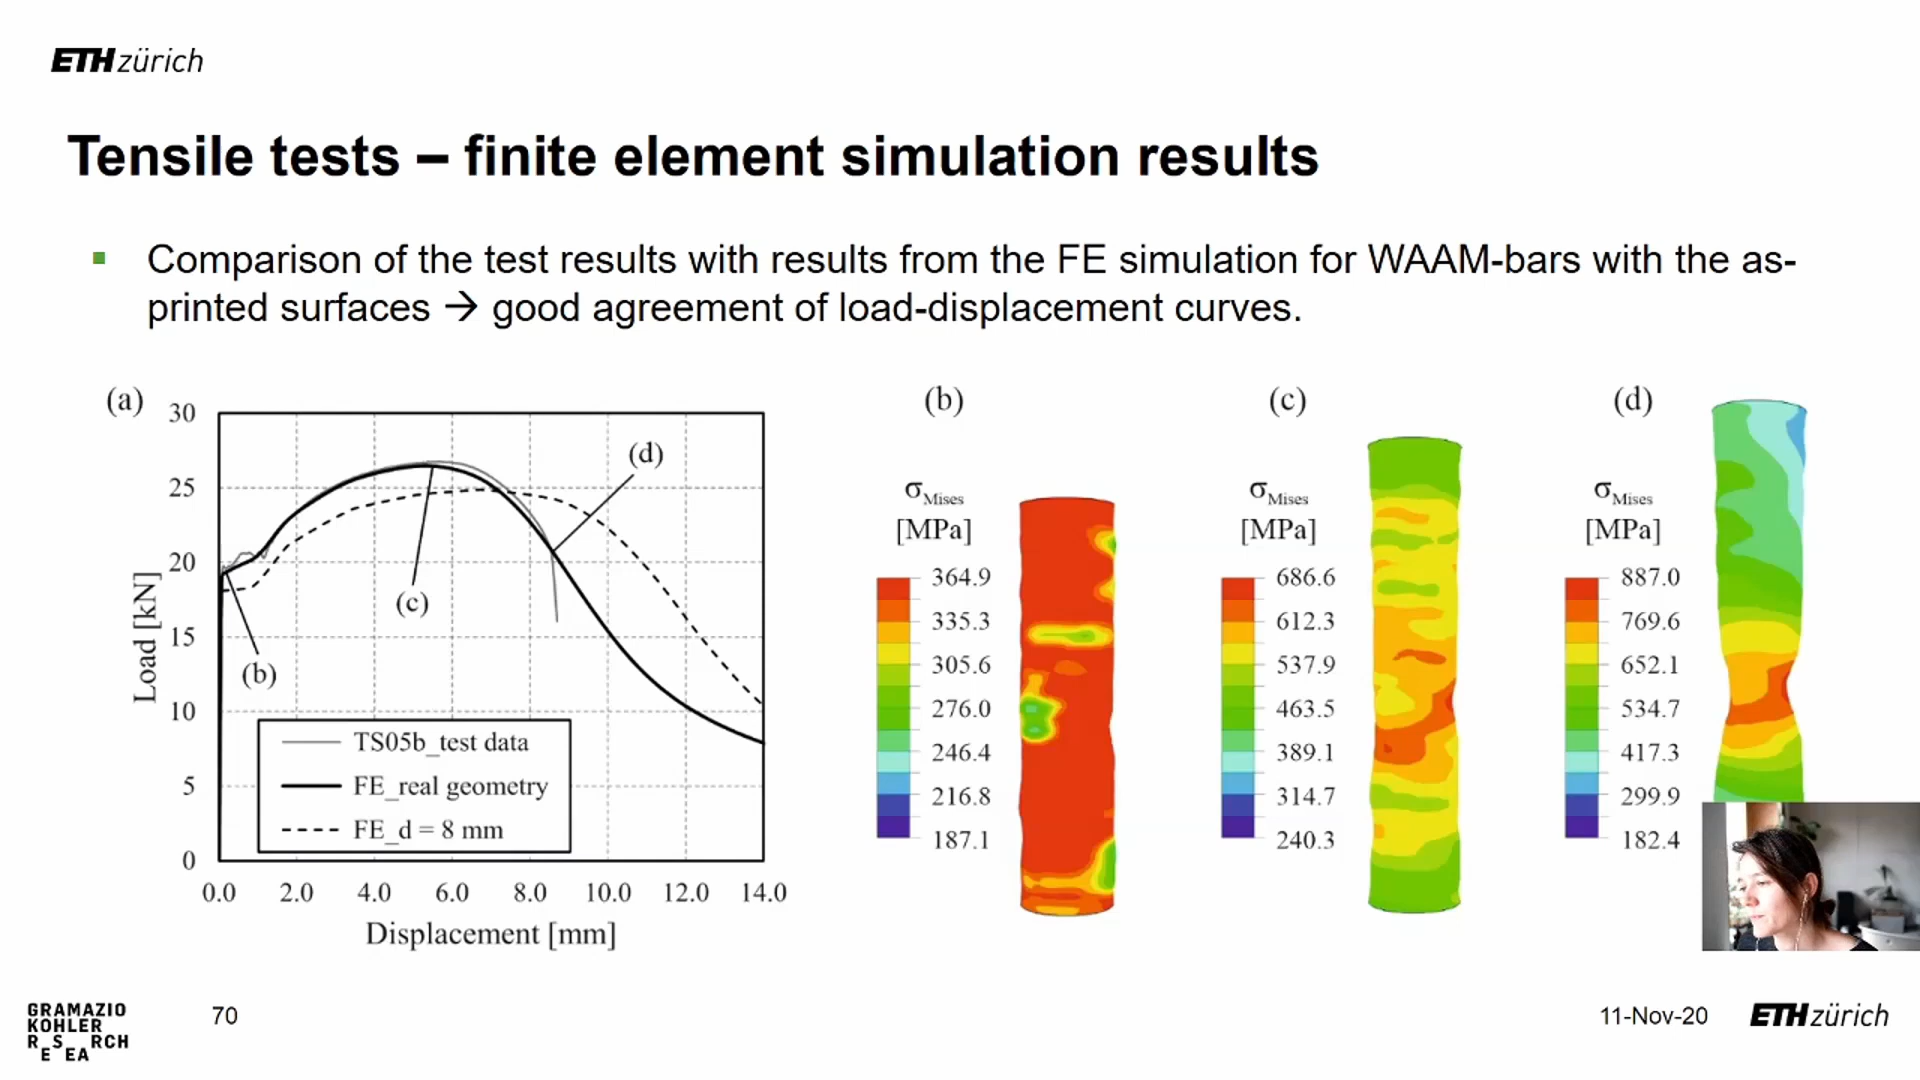 ETH zürich
Tensile tests – finite element simulation results
Comparison of the test results with results from the FE simulation for WAAM-bars with the as-
printed surfaces → good agreement of load-displacement curves.
(a)
30
25
20
15
10
5
0
Load [kN]
0.0 2.0 4.0 6.0 8.0 10.0 12.0 14.0
Displacement [mm]
(d)
(c)
(b)
TS05b_test data
FE_real geometry
FE_d = 8 mm
(b)
σMises
[MPa]
364.9
335.3
305.6
276.0
246.4
216.8
187.1
(c)
σMises
[MPa]
686.6
612.3
537.9
463.5
389.1
314.7
240.3
(d)
σMises
[MPa]
887.0
769.6
652.1
534.7
417.3
299.9
182.4
GRAMAZIO
KOHLER
RESEARCH
70
11-Nov-20
ETH zürich